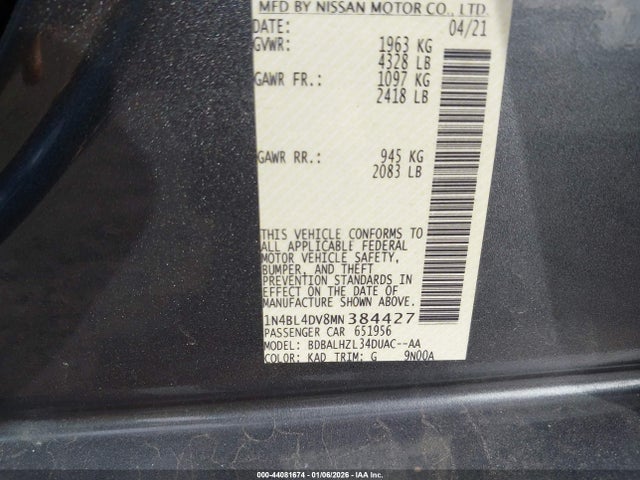 MFD BY NISSAN MOTOR CO., LTD.
DATE: 04/21
GVWR: 1963 KG
4328 LB
GAWR FR.: 1097 KG
2418 LB
GAWR RR.: 945 KG
2083 LB
THIS VEHICLE CONFORMS TO
ALL APPLICABLE FEDERAL
MOTOR VEHICLE SAFETY,
BUMPER, AND THEFT
PREVENTION STANDARDS IN
EFFECT ON THE DATE OF
MANUFACTURE SHOWN ABOVE.
1N4BL4DV8MN384427
PASSENGER CAR 651956
MODEL: BDBALHZL34DUAC--AA
COLOR: KAD TRIM: G 9N00A
000-44081674 | 01/06/2026 - IAA Inc.